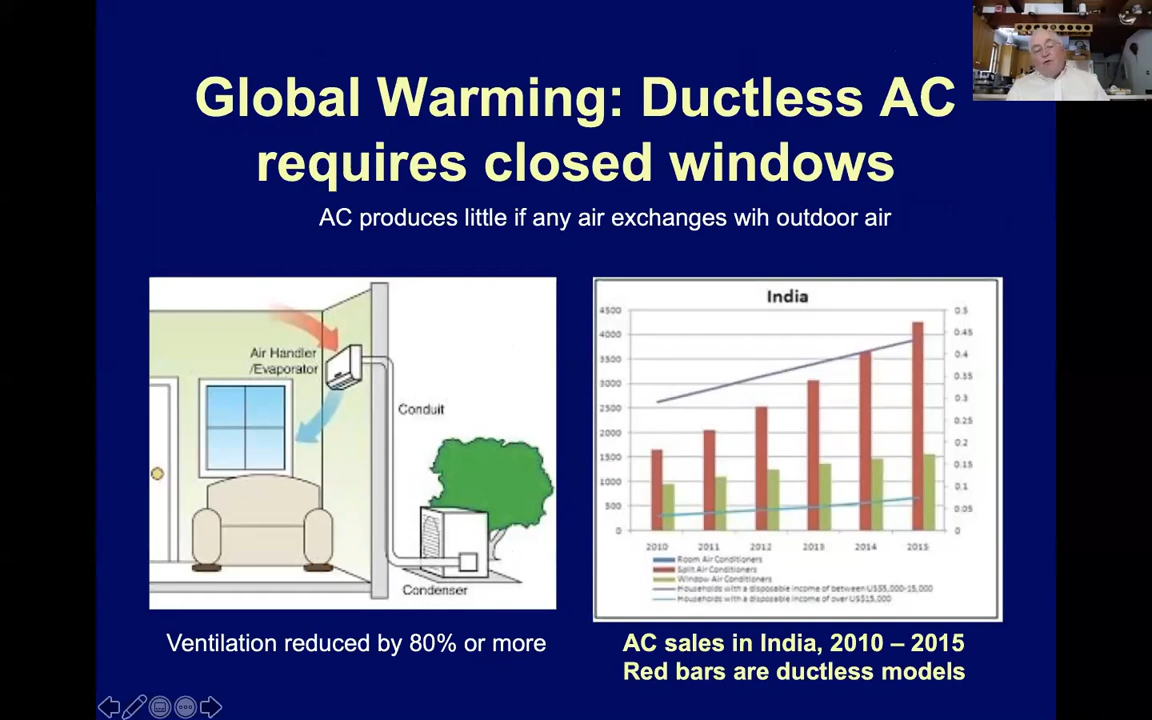 Global Warming: Ductless AC
requires closed windows
AC produces little if any air exchanges wih outdoor air
Air Handler
/Evaporator
Conduit
Condenser
Ventilation reduced by 80% or more
India
4500
4000
3500
3000
2500
2000
1500
1000
500
0
0.5
0.45
0.4
0.35
0.3
0.25
0.2
0.15
0.1
0.05
0
2010 2011 2012 2013 2014 2015
Room Air Conditioners
Split Air Conditioners
Window Air Conditioners
Households with a disposable income of between US$5,000-15,000
Households with a disposable income of over US$15,000
AC sales in India, 2010 – 2015
Red bars are ductless models